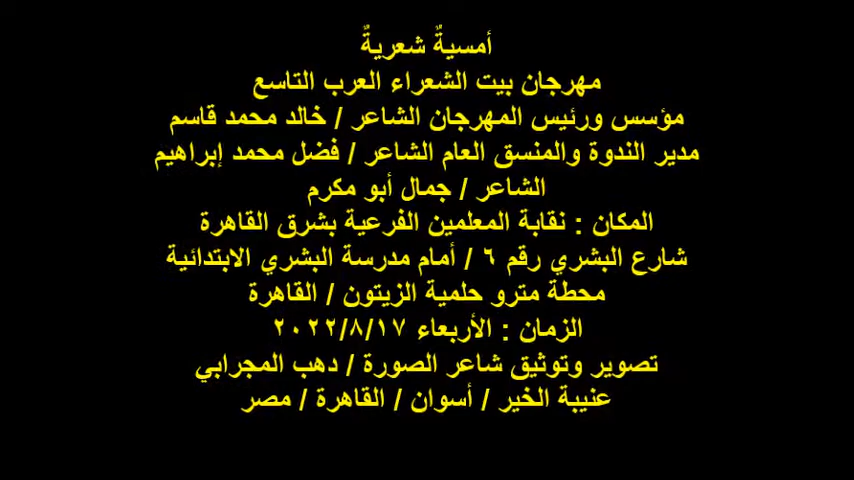 أمسيةٌ شعريةٌ
مهرجان بيت الشعراء العرب التاسع
مؤسس ورئيس المهرجان الشاعر / خالد محمد قاسم
مدير الندوة والمنسق العام الشاعر / فضل محمد إبراهيم
الشاعر / جمال أبو مكرم
المكان : نقابة المعلمين الفرعية بشرق القاهرة
شارع البشري رقم ٦ / أمام مدرسة البشري الابتدائية
محطة مترو حلمية الزيتون / القاهرة
الزمان : الأربعاء ٢٠٢٢/٨/١٧
تصوير وتوثيق شاعر الصورة / دهب المجرابي
عنيبة الخير / أسوان / القاهرة / مصر